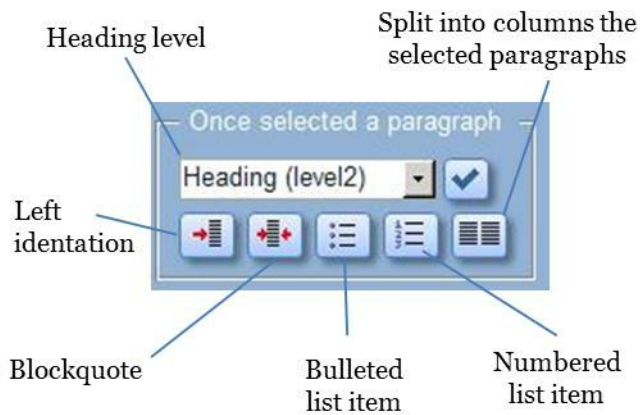 Heading level
Split into columns the
selected paragraphs
Once selected a paragraph
Heading (level2)
Left
identation
Blockquote
Bulleted
list item
Numbered
list item